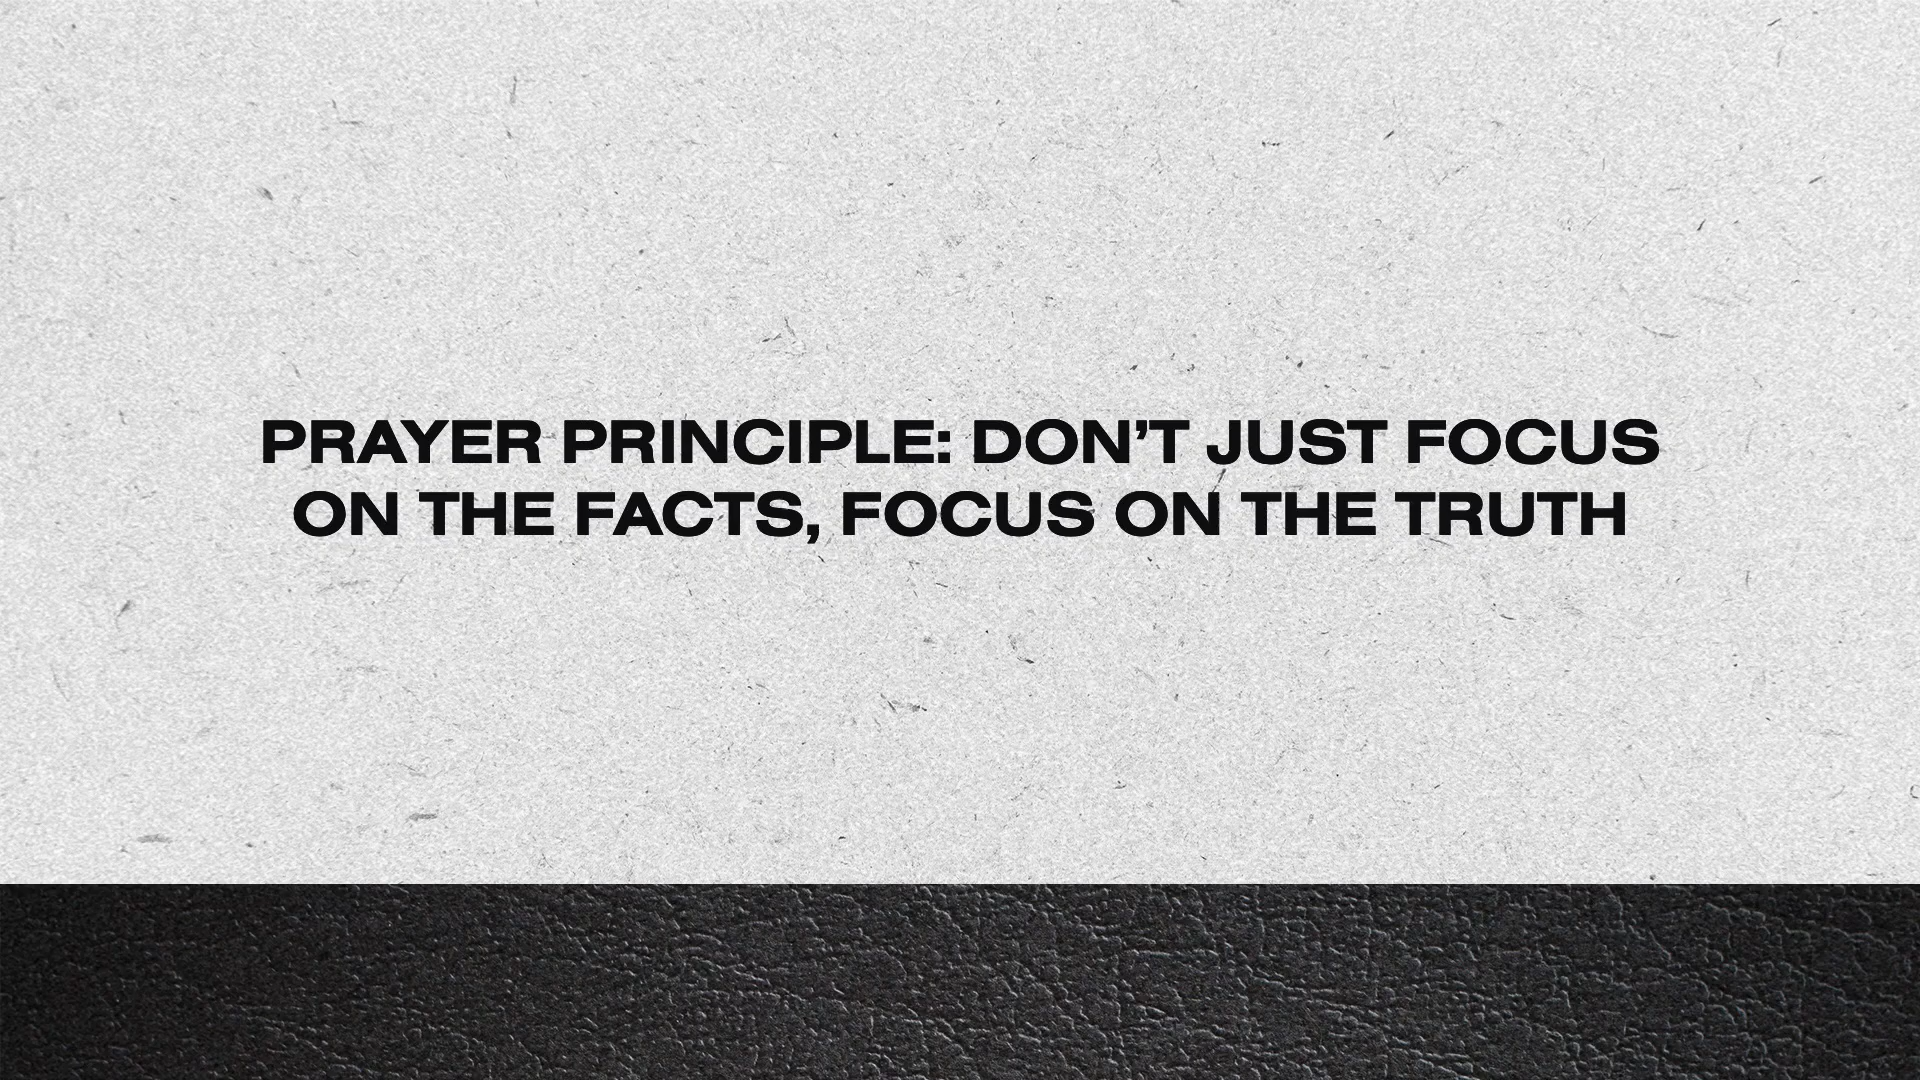 PRAYER PRINCIPLE: DON’T JUST FOCUS
ON THE FACTS, FOCUS ON THE TRUTH